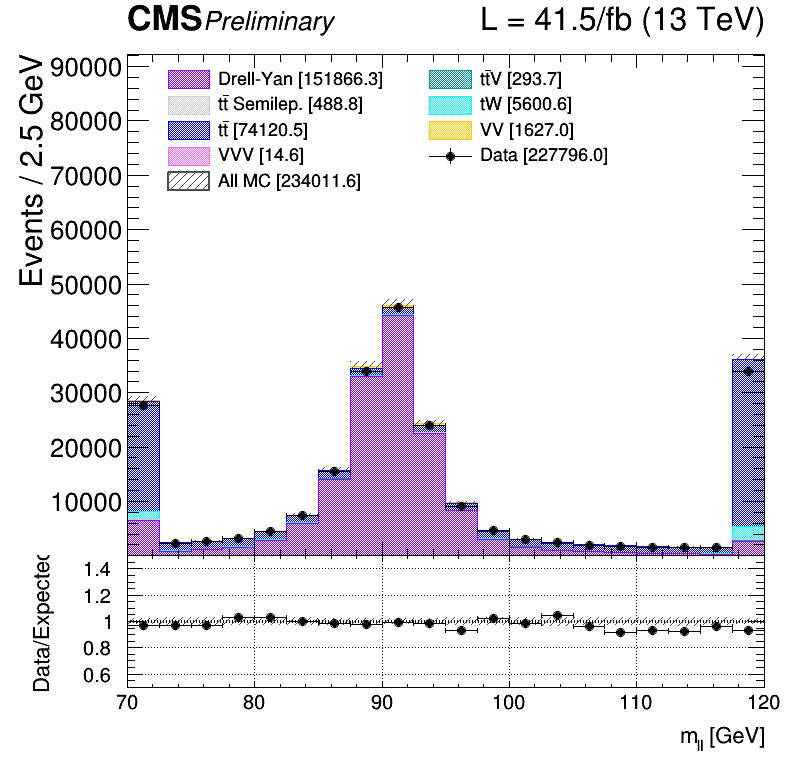 CMS Preliminary L = 41.5/fb (13 TeV)
Events / 2.5 GeV
90000
80000
70000
60000
50000
40000
30000
20000
10000
Drell-Yan [151866.3]
tt̄ Semilep. [488.8]
tt̄ [74120.5]
VVV [14.6]
All MC [234011.6]
tt̄V [293.7]
tW [5600.6]
VV [1627.0]
Data [227796.0]
Data/Expected
1.4
1.2
1
0.8
0.6
70 80 90 100 110 120
m_ll [GeV]